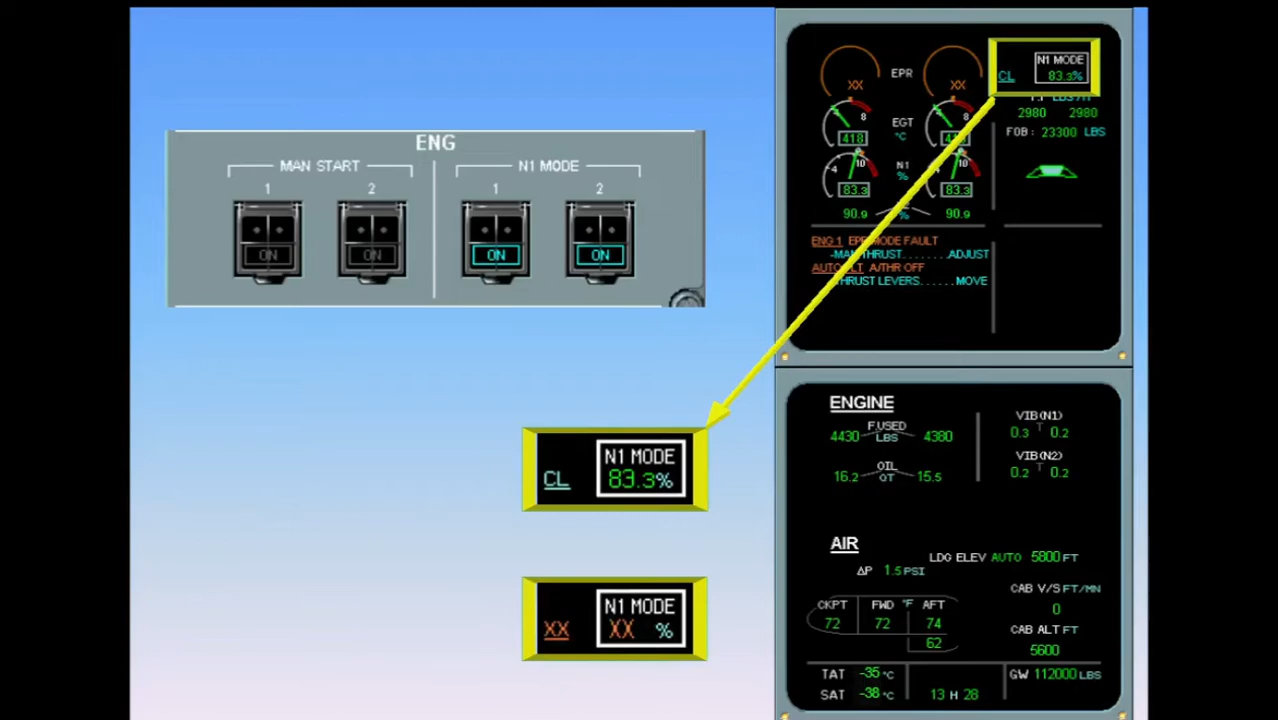 ENG
MAN START
N1 MODE
1 2 1 2
ON ON ON ON
CL N1 MODE
83.3%
XX N1 MODE
XX %
XX EPR XX
CL N1 MODE
83.3%
2980 2980
FOB: 23300 LBS
8 EGT 8
418 °C
4 10 N1 10
83.3 % 83.3
90.9 % 90.9
ENG 1 EPR MODE FAULT
-MAN THRUST.......ADJUST
A/THR OFF
THRUST LEVERS......MOVE
ENGINE
F.USED
4430 LBS 4380
OIL
16.2 QT 15.5
VIB (N1)
0.3 0.2
VIB (N2)
0.2 0.2
AIR
LDG ELEV AUTO 5800 FT
ΔP 1.5 PSI
CAB V/S FT/MN
0
CKPT FWD °F AFT
72 72 74
62
CAB ALT FT
5600
TAT -35 °C
SAT -38 °C
13 H 28
GW 112000 LBS